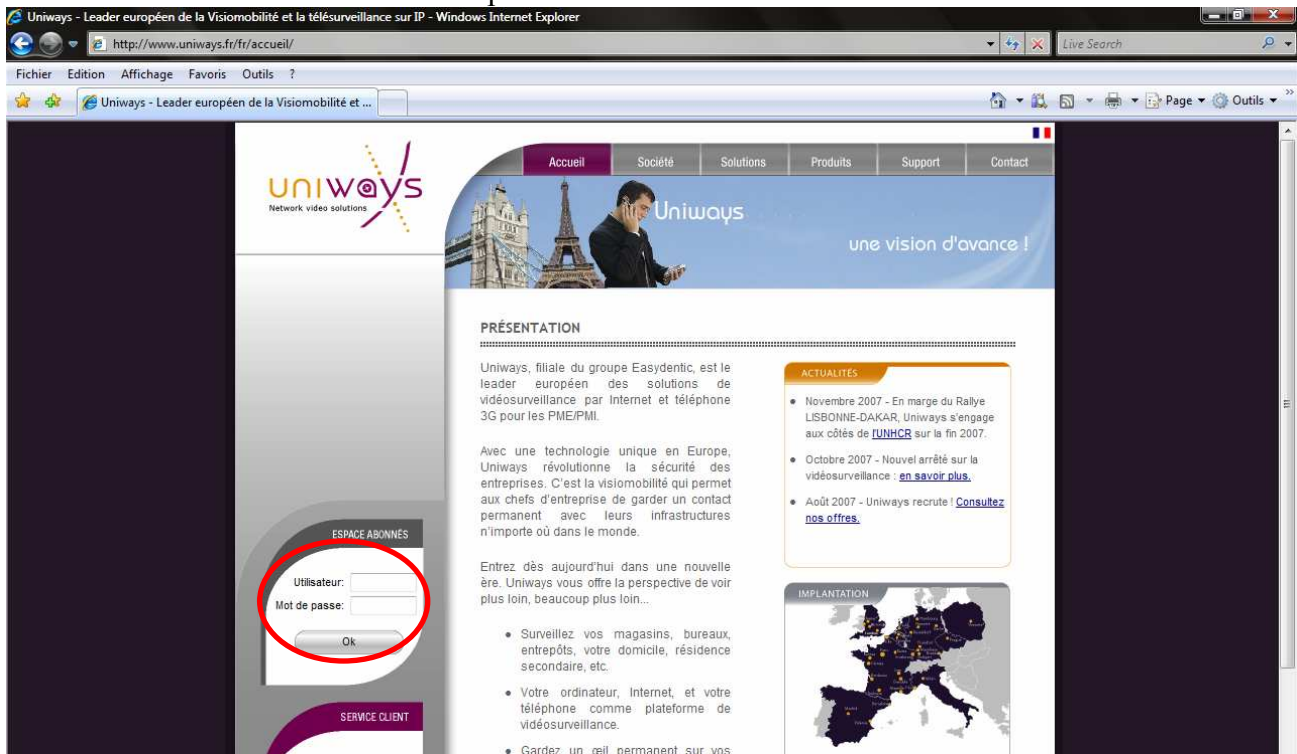 Uniways - Leader européen de la Visiomobilité et la télésurveillance sur IP - Windows Internet Explorer
http://www.uniways.fr/fr/accueil/
Live Search
Fichier Edition Affichage Favoris Outils ?
Uniways - Leader européen de la Visiomobilité et ...
Page Outils
uniways
Network video solutions
Accueil Société Solutions Produits Support Contact
Uniways
une vision d'avance !
PRÉSENTATION
Uniways, filiale du groupe Easydentic, est le
leader européen des solutions de
vidéosurveillance par Internet et téléphone
3G pour les PME/PMI.
Avec une technologie unique en Europe,
Uniways révolutionne la sécurité des
entreprises. C'est la visiomobilité qui permet
aux chefs d'entreprise de garder un contact
permanent avec leurs infrastructures
n'importe où dans le monde.
Entrez dès aujourd'hui dans une nouvelle
ère. Uniways vous offre la perspective de voir
plus loin, beaucoup plus loin...
• Surveillez vos magasins, bureaux,
entrepôts, votre domicile, résidence
secondaire, etc.
• Votre ordinateur, Internet, et votre
téléphone comme plateforme de
vidéosurveillance.
• Gardez un œil permanent sur vos
ACTUALITÉS
• Novembre 2007 - En marge du Rallye
LISBONNE-DAKAR, Uniways s'engage
aux côtés de l'UNHCR sur la fin 2007.
• Octobre 2007 - Nouvel arrêté sur la
vidéosurveillance : en savoir plus.
• Août 2007 - Uniways recrute ! Consultez
nos offres.
IMPLANTATION
ESPACE ABONNÉS
Utilisateur:
Mot de passe:
Ok
SERVICE CLIENT